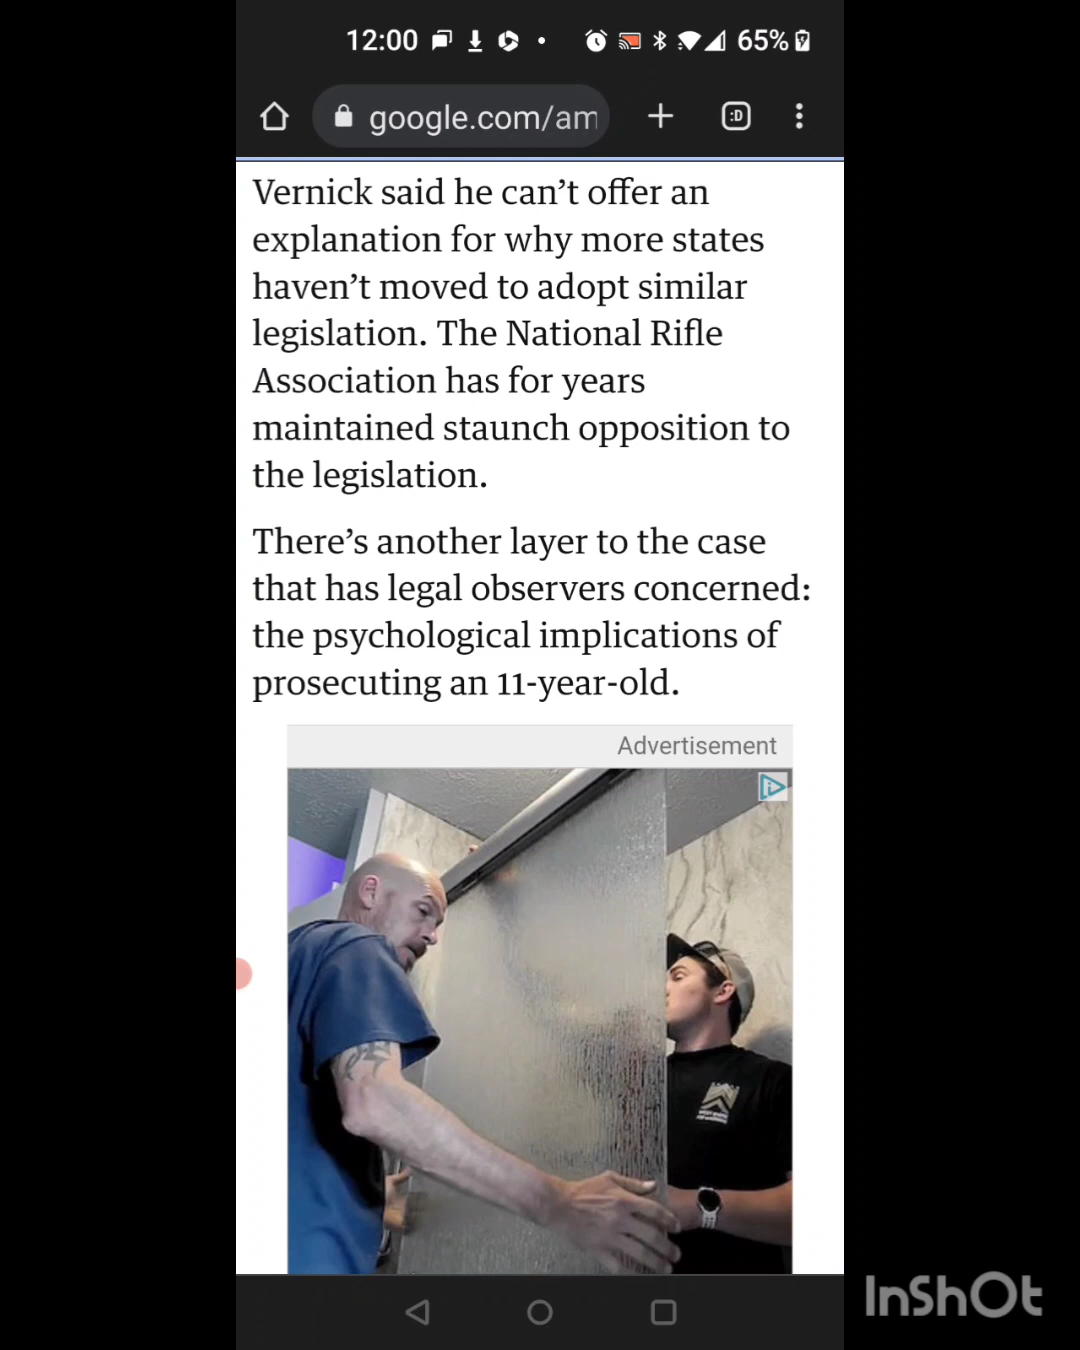 12:00
65%
google.com/am
:D
Vernick said he can’t offer an
explanation for why more states
haven’t moved to adopt similar
legislation. The National Rifle
Association has for years
maintained staunch opposition to
the legislation.
There’s another layer to the case
that has legal observers concerned:
the psychological implications of
prosecuting an 11-year-old.
Advertisement
InShOt